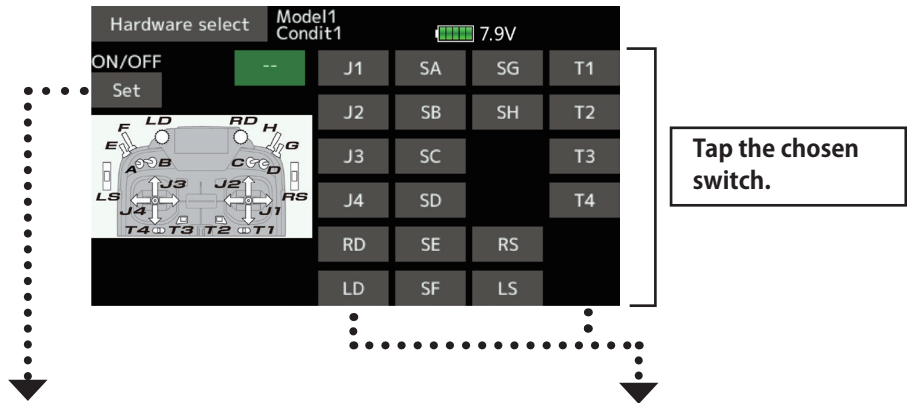 Hardware select Model1
Condit1 7.9V
ON/OFF -- J1 SA SG T1
Set
J2 SB SH T2
J3 SC T3
J4 SD T4
RD SE RS
LD SF LS
F LD RD H
E G
A B C D
J3 J2
LS RS
J4 J1
T4 T3 T2 T1
Tap the chosen
switch.